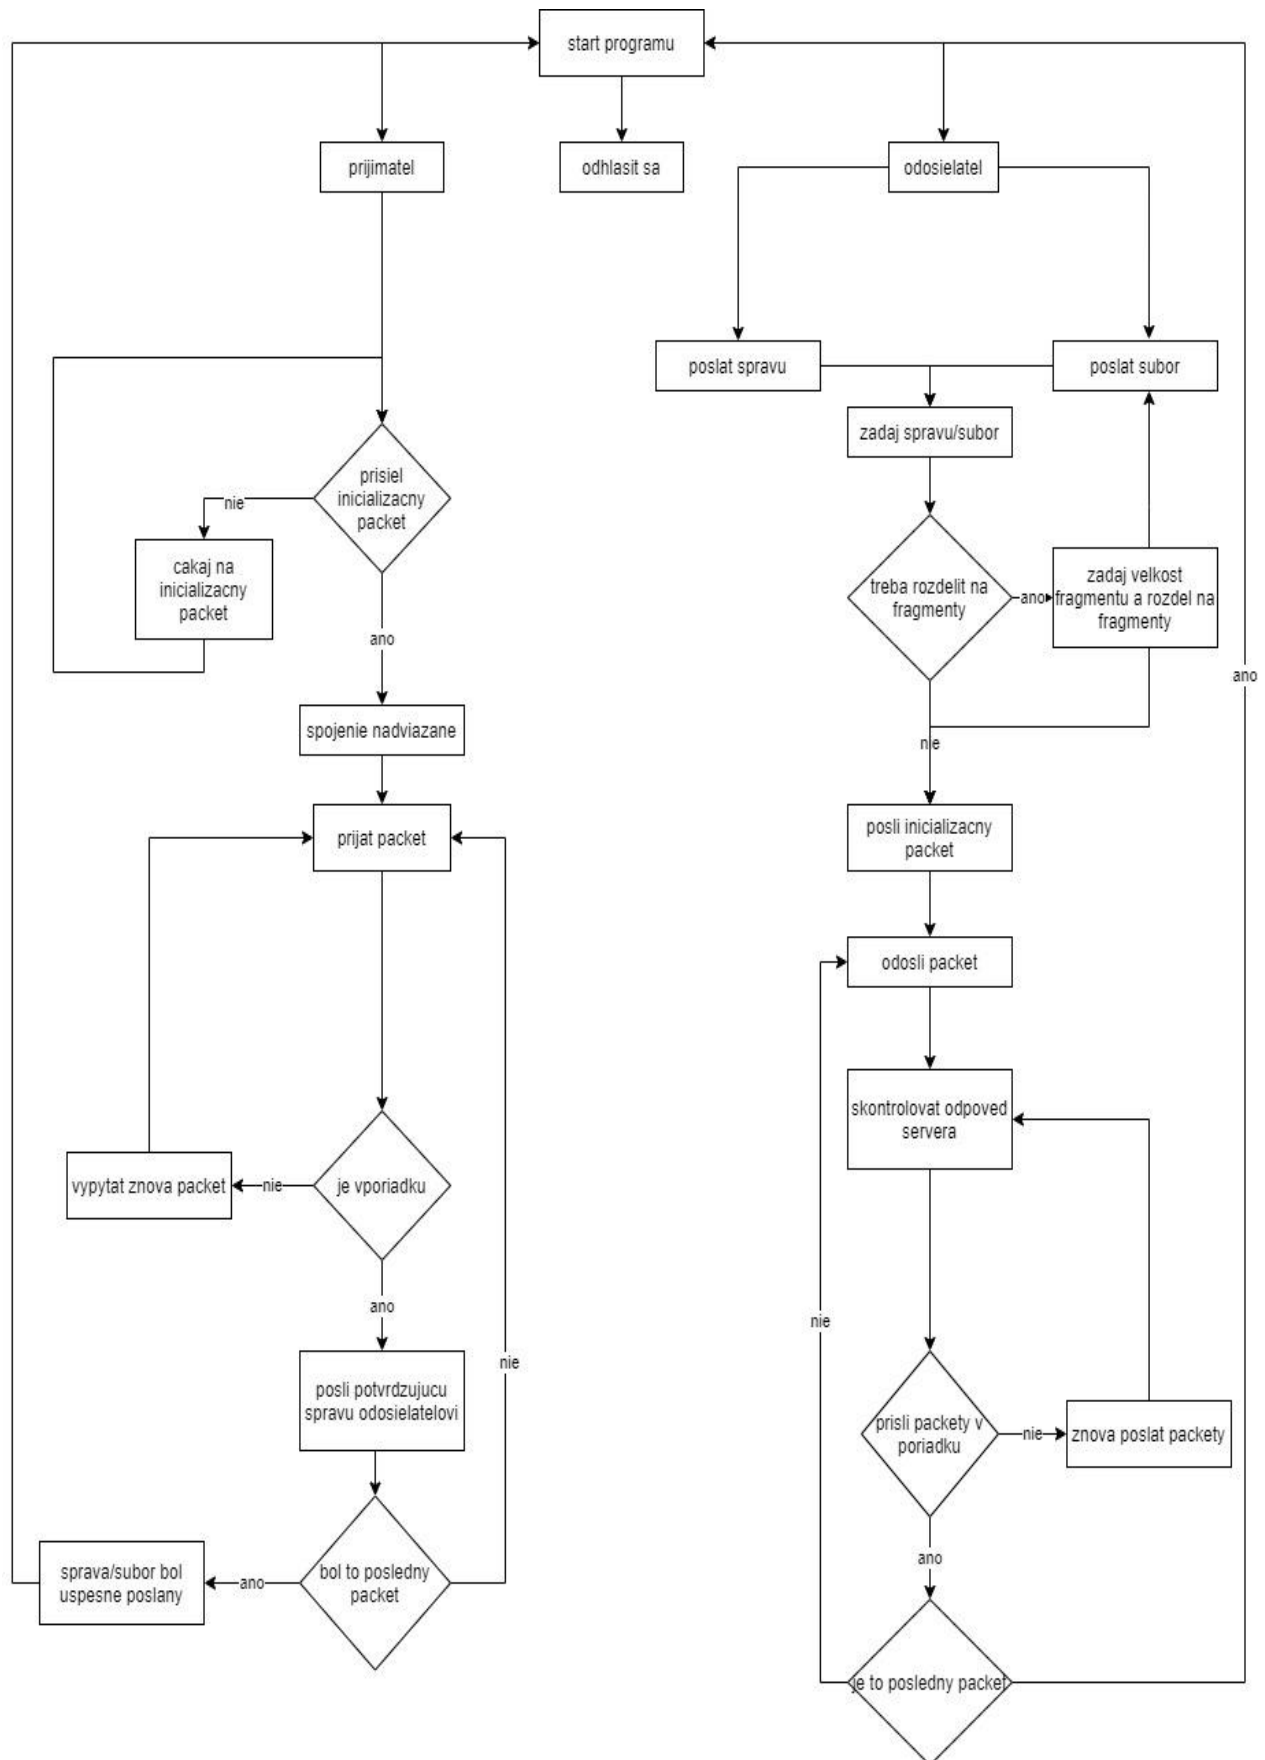 start programu
prijimatel
odhlasit sa
odosielatel
poslat spravu
poslat subor
zadaj spravu/subor
prisiel
inicializacny
packet
nie
cakaj na
inicializacny
packet
treba rozdelit na
fragmenty
ano
zadaj velkost
fragmentu a rozdel na
fragmenty
ano
ano
spojenie nadviazane
nie
prijat packet
posli inicializacny
packet
odosli packet
skontrolovat odpoved
servera
vypytat znova packet
nie
je vporiadku
ano
nie
nie
posli potvrdzujucu
spravu odosielatelovi
prisli packety v
poriadku
nie
znova poslat packety
ano
sprava/subor bol
uspesne poslany
ano
bol to posledny
packet
je to posledny packet